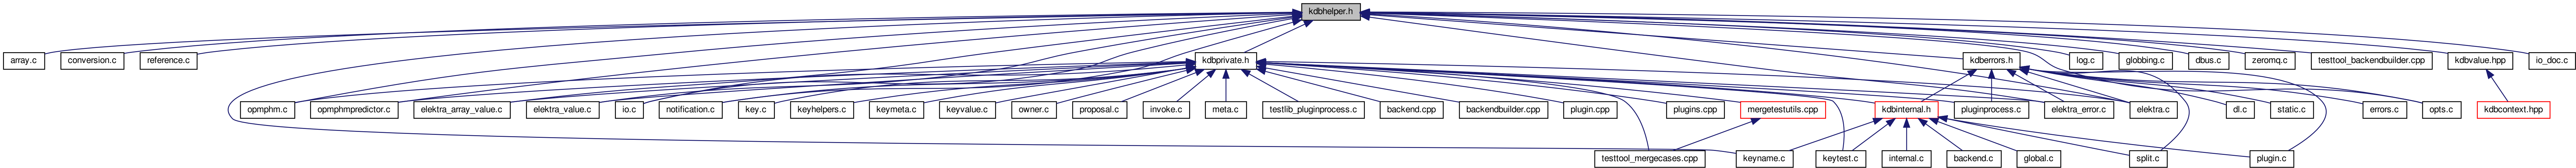 kdbhelper.h
array.c
conversion.c
reference.c
kdbprivate.h
kdberrors.h
log.c
globbing.c
dbus.c
zeromq.c
testtool_backendbuilder.cpp
kdbvalue.hpp
io_doc.c
opmphm.c
opmphmpredictor.c
elektra_array_value.c
elektra_value.c
io.c
notification.c
key.c
keyhelpers.c
keymeta.c
keyvalue.c
owner.c
proposal.c
invoke.c
meta.c
testlib_pluginprocess.c
backend.cpp
backendbuilder.cpp
plugin.cpp
plugins.cpp
mergetestutils.cpp
kdbinternal.h
pluginprocess.c
elektra_error.c
elektra.c
dl.c
static.c
errors.c
opts.c
kdbcontext.hpp
testtool_mergecases.cpp
keyname.c
keytest.c
internal.c
backend.c
global.c
split.c
plugin.c